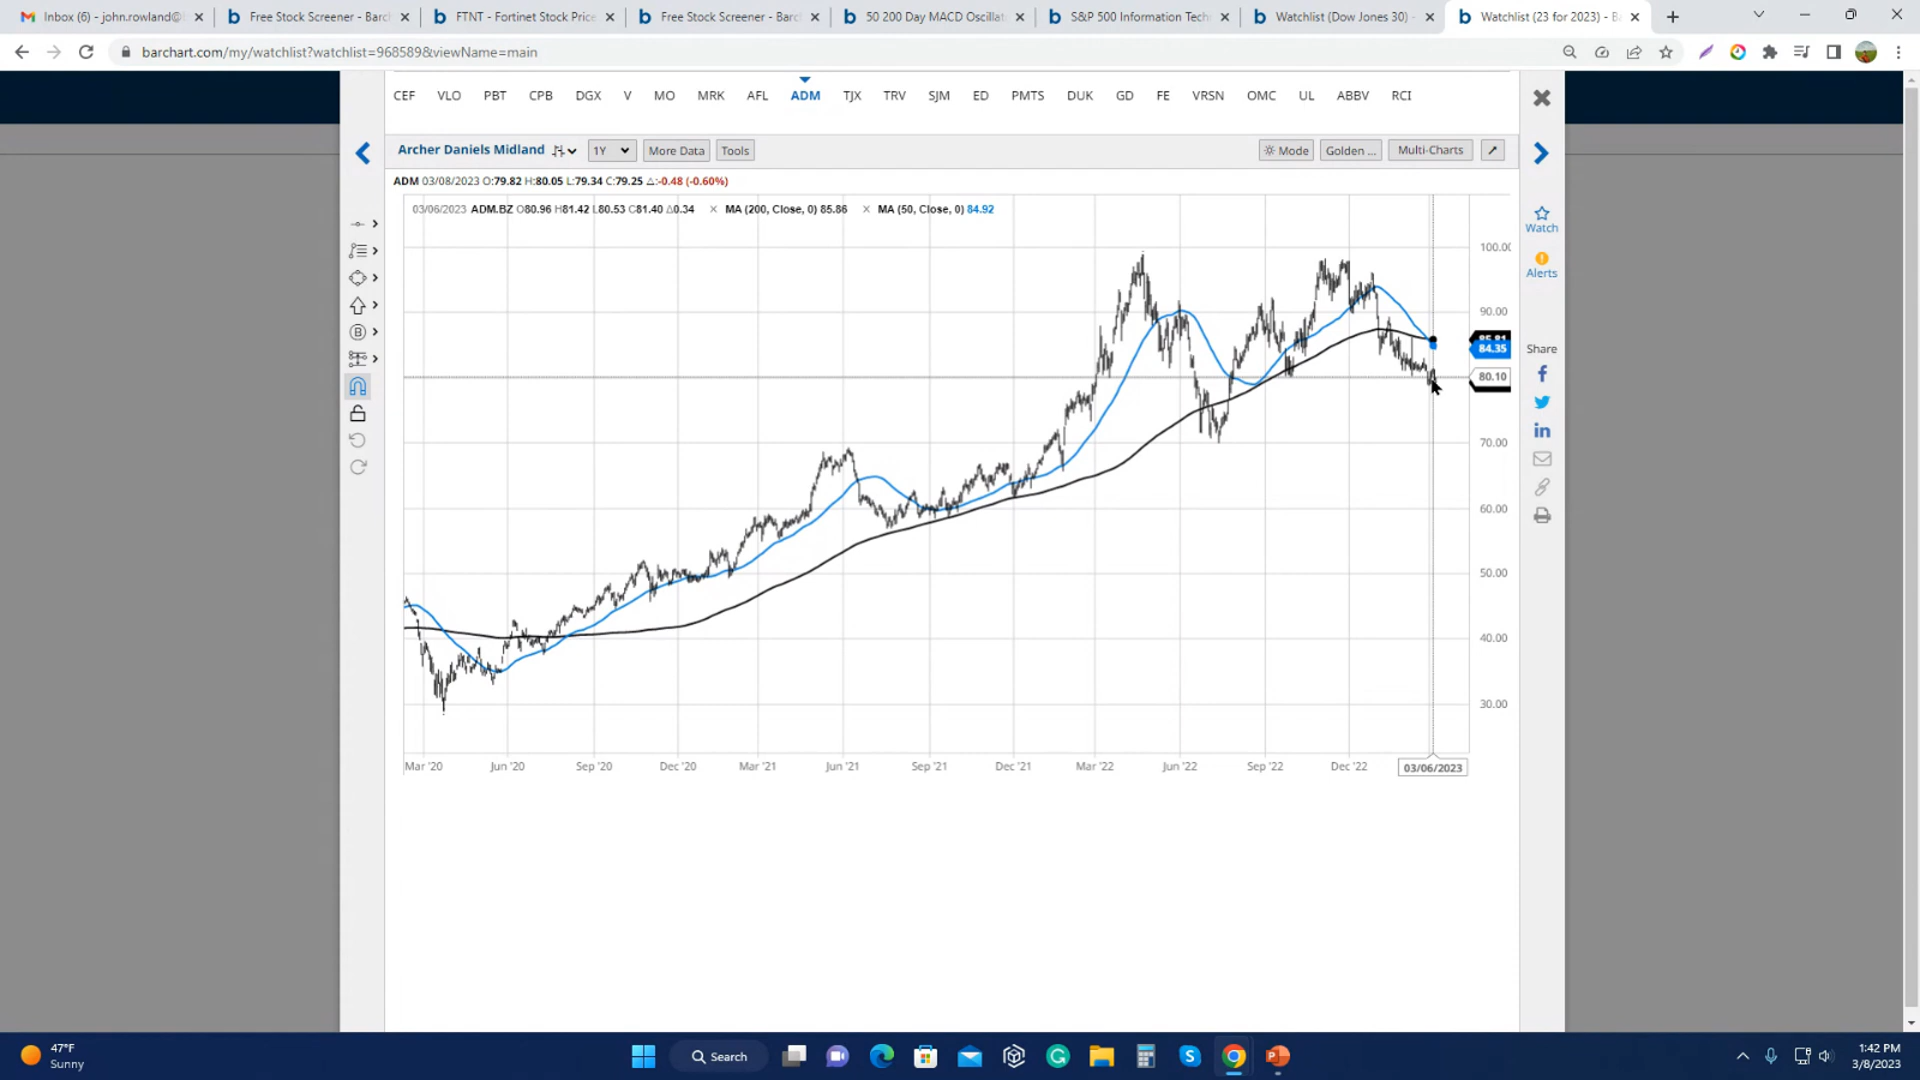 Inbox (6) - john.rowland@
Free Stock Screener - Barc
FTNT - Fortinet Stock Price
Free Stock Screener - Barc
50 200 Day MACD Oscillat
S&P 500 Information Tech
Watchlist (Dow Jones 30) -
Watchlist (23 for 2023) - B
barchart.com/my/watchlist?watchlist=968589&viewName=main
CEF VLO PBT CPB DGX V MO MRK AFL ADM TJX TRV SJM ED PMTS DUK GD FE VRSN OMC UL ABBV RCI
Archer Daniels Midland 1Y More Data Tools Mode Golden ... Multi-Charts
ADM 03/08/2023 O:79.82 H:80.05 L:79.34 C:79.25 △:-0.48 (-0.60%)
03/06/2023 ADM.BZ O80.96 H81.42 L80.53 C81.40 Δ0.34 × MA (200, Close, 0) 85.86 × MA (50, Close, 0) 84.92
Watch
Alerts
Share
100.00
90.00
84.35
80.10
70.00
60.00
50.00
40.00
30.00
Mar '20 Jun '20 Sep '20 Dec '20 Mar '21 Jun '21 Sep '21 Dec '21 Mar '22 Jun '22 Sep '22 Dec '22 03/06/2023
47°F
Sunny
Search
1:42 PM
3/8/2023